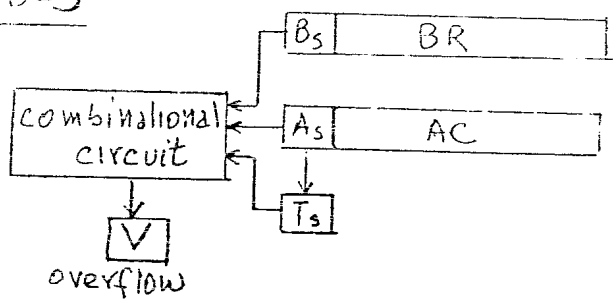 Bs BR
combinational
circuit
As AC
Ts
V
overflow